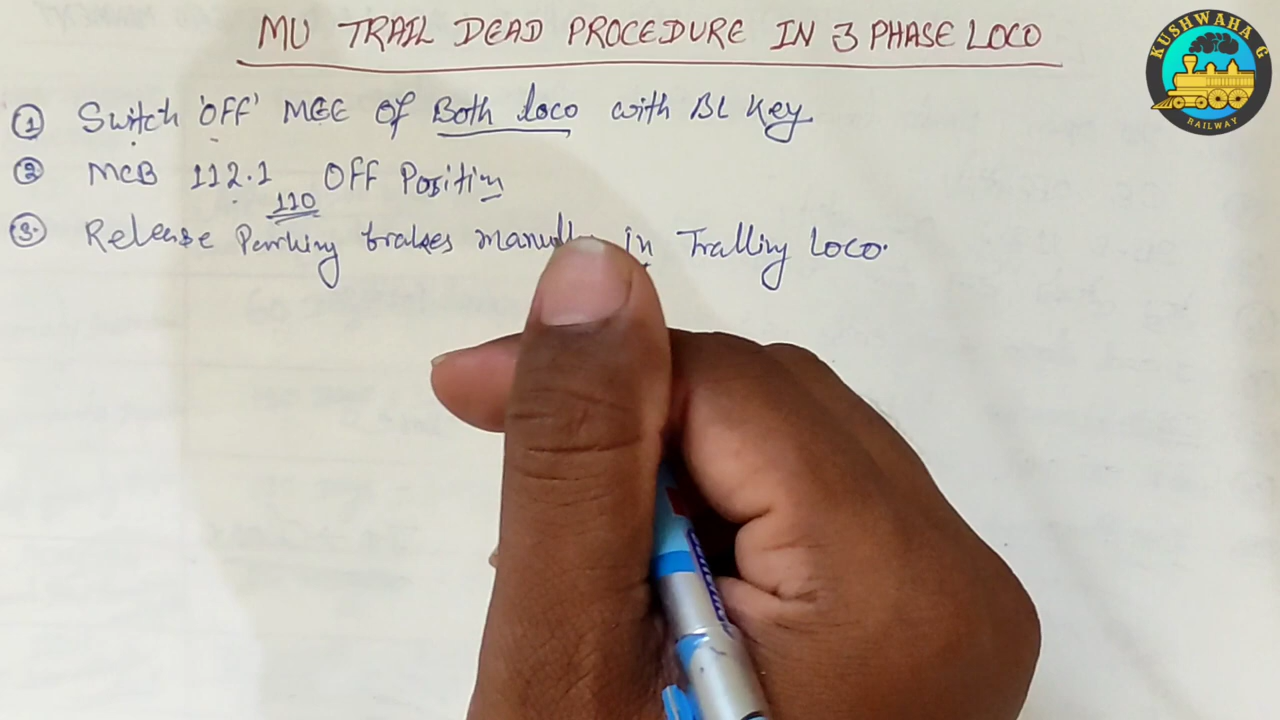 MU TRAIL DEAD PROCEDURE IN 3 PHASE LOCO
① Switch 'OFF' MCE of Both loco with BL Key.
② MCB 112.1 OFF Position
110
③ Release Parking brakes manually in Tralling Loco.
KUSHWAHA G
RAILWAY